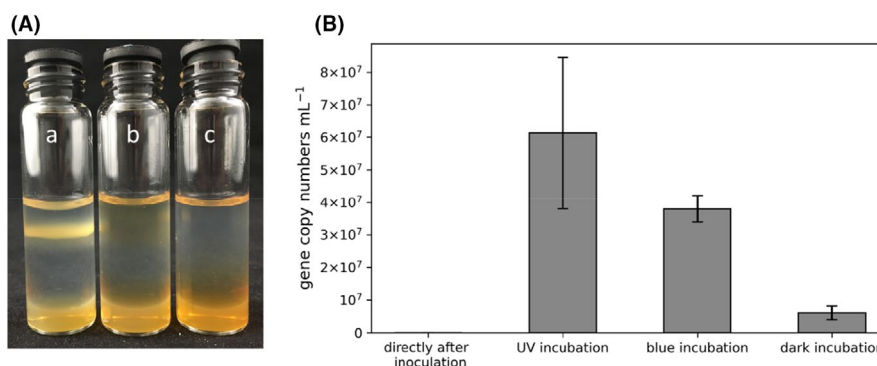 (A)
a b c
(B)
gene copy numbers mL⁻¹
8×10⁷
7×10⁷
6×10⁷
5×10⁷
4×10⁷
3×10⁷
2×10⁷
10⁷
0
directly after
inoculation
UV incubation
blue incubation
dark incubation